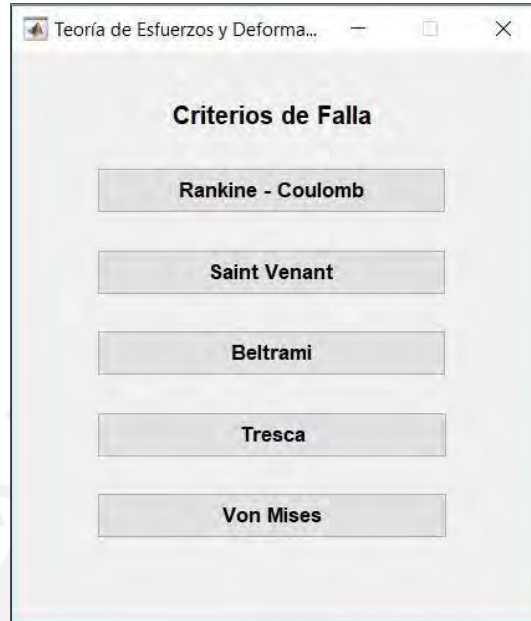 Teoría de Esfuerzos y Deforma...
Criterios de Falla
Rankine - Coulomb
Saint Venant
Beltrami
Tresca
Von Mises